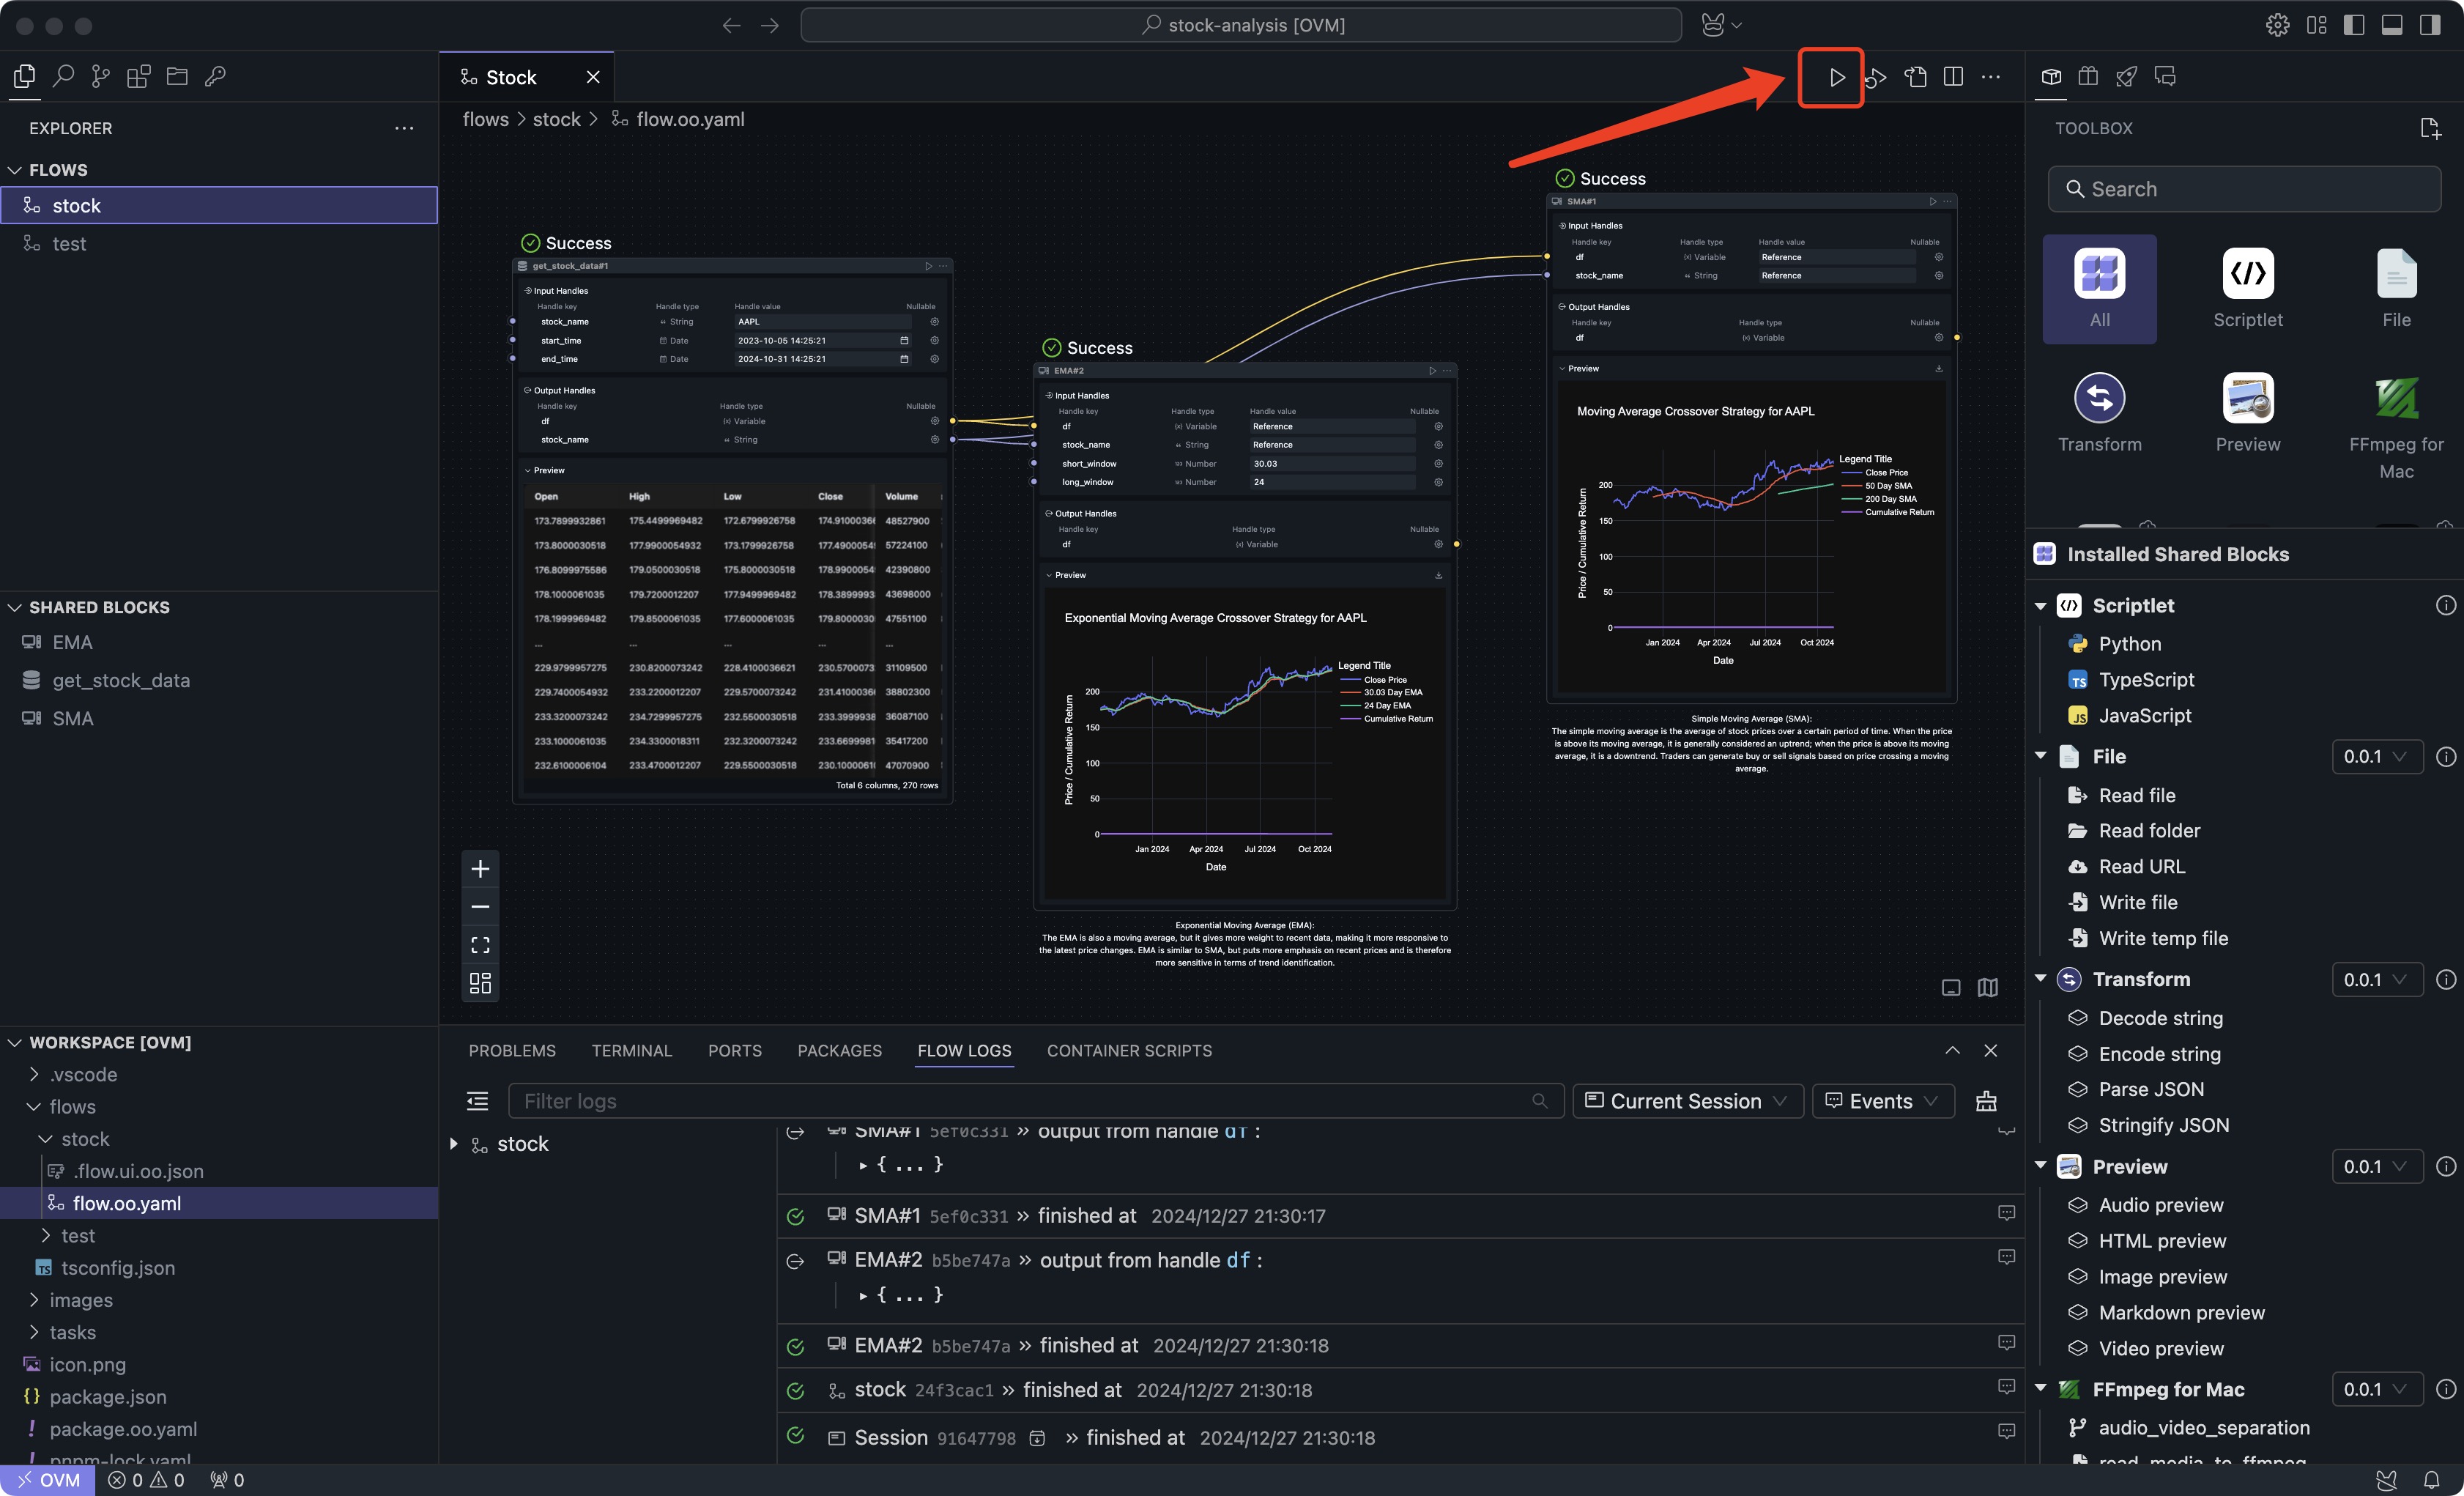 stock-analysis [OVM]
EXPLORER
FLOWS
stock
test
SHARED BLOCKS
EMA
get_stock_data
SMA
WORKSPACE [OVM]
.vscode
flows
stock
.flow.ui.oo.json
flow.oo.yaml
test
TS tsconfig.json
images
tasks
icon.png
{} package.json
! package.oo.yaml
! pnpm-lock.yaml
Stock
flows > stock > flow.oo.yaml
Success
get_stock_data#1
Input Handles
Handle key Handle type Handle value Nullable
stock_name String AAPL
start_time Date 2023-10-05 14:25:21
end_time Date 2024-10-31 14:25:21
Output Handles
Handle key Handle type Nullable
df Variable
stock_name String
Preview
Open High Low Close Volume
173.7899932861 175.4499969482 172.6799926758 174.91000366 48527900
173.8000030518 177.9900054932 173.1799926758 177.4900054 57224100
176.8099975586 179.0500030518 175.8000030518 178.9900054 42390800
178.1000061035 179.7200012207 177.9499969482 178.3899993 43698000
178.1999969482 179.8500061035 177.6000061035 179.8000030 47551100
... ... ... ... ...
229.9799957275 230.8200073242 228.4100036621 230.5700073 31109500
229.7400054932 233.2200012207 229.5700073242 231.4100036 38802300
233.3200073242 234.7299957275 232.5500030518 233.3999938 36087100
233.1000061035 234.3300018311 232.3200073242 233.6699981 35417200
232.6100006104 233.4700012207 229.5500030518 230.1000061 47070900
Total 6 columns, 270 rows
Success
EMA#2
Input Handles
Handle key Handle type Handle value Nullable
df Variable Reference
stock_name String Reference
short_window Number 30.03
long_window Number 24
Output Handles
Handle key Handle type Nullable
df Variable
Preview
Exponential Moving Average Crossover Strategy for AAPL
Price / Cumulative Return
200
150
100
50
0
Jan 2024 Apr 2024 Jul 2024 Oct 2024
Date
Legend Title
Close Price
30.03 Day EMA
24 Day EMA
Cumulative Return
Exponential Moving Average (EMA):
The EMA is also a moving average, but it gives more weight to recent data, making it more responsive to
the latest price changes. EMA is similar to SMA, but puts more emphasis on recent prices and is therefore
more sensitive in terms of trend identification.
Success
SMA#1
Input Handles
Handle key Handle type Handle value Nullable
df Variable Reference
stock_name String Reference
Output Handles
Handle key Handle type Nullable
df Variable
Preview
Moving Average Crossover Strategy for AAPL
Price / Cumulative Return
200
150
100
50
0
Jan 2024 Apr 2024 Jul 2024 Oct 2024
Date
Legend Title
Close Price
50 Day SMA
200 Day SMA
Cumulative Return
Simple Moving Average (SMA):
The simple moving average is the average of stock prices over a certain period of time. When the price
is above its moving average, it is generally considered an uptrend; when the price is above its moving
average, it is a downtrend. Traders can generate buy or sell signals based on price crossing a moving
average.
PROBLEMS TERMINAL PORTS PACKAGES FLOW LOGS CONTAINER SCRIPTS
Filter logs
Current Session
Events
stock
SMA#1 5ef0c331 » output from handle df :
{ ... }
SMA#1 5ef0c331 » finished at 2024/12/27 21:30:17
EMA#2 b5be747a » output from handle df :
{ ... }
EMA#2 b5be747a » finished at 2024/12/27 21:30:18
stock 24f3cac1 » finished at 2024/12/27 21:30:18
Session 91647798 » finished at 2024/12/27 21:30:18
TOOLBOX
Search
All
Scriptlet
File
Transform
Preview
FFmpeg for
Mac
Installed Shared Blocks
Scriptlet
Python
TS TypeScript
JS JavaScript
File 0.0.1
Read file
Read folder
Read URL
Write file
Write temp file
Transform 0.0.1
Decode string
Encode string
Parse JSON
Stringify JSON
Preview 0.0.1
Audio preview
HTML preview
Image preview
Markdown preview
Video preview
FFmpeg for Mac 0.0.1
audio_video_separation
read_media_to_ffmpeg
OVM 0 0 0